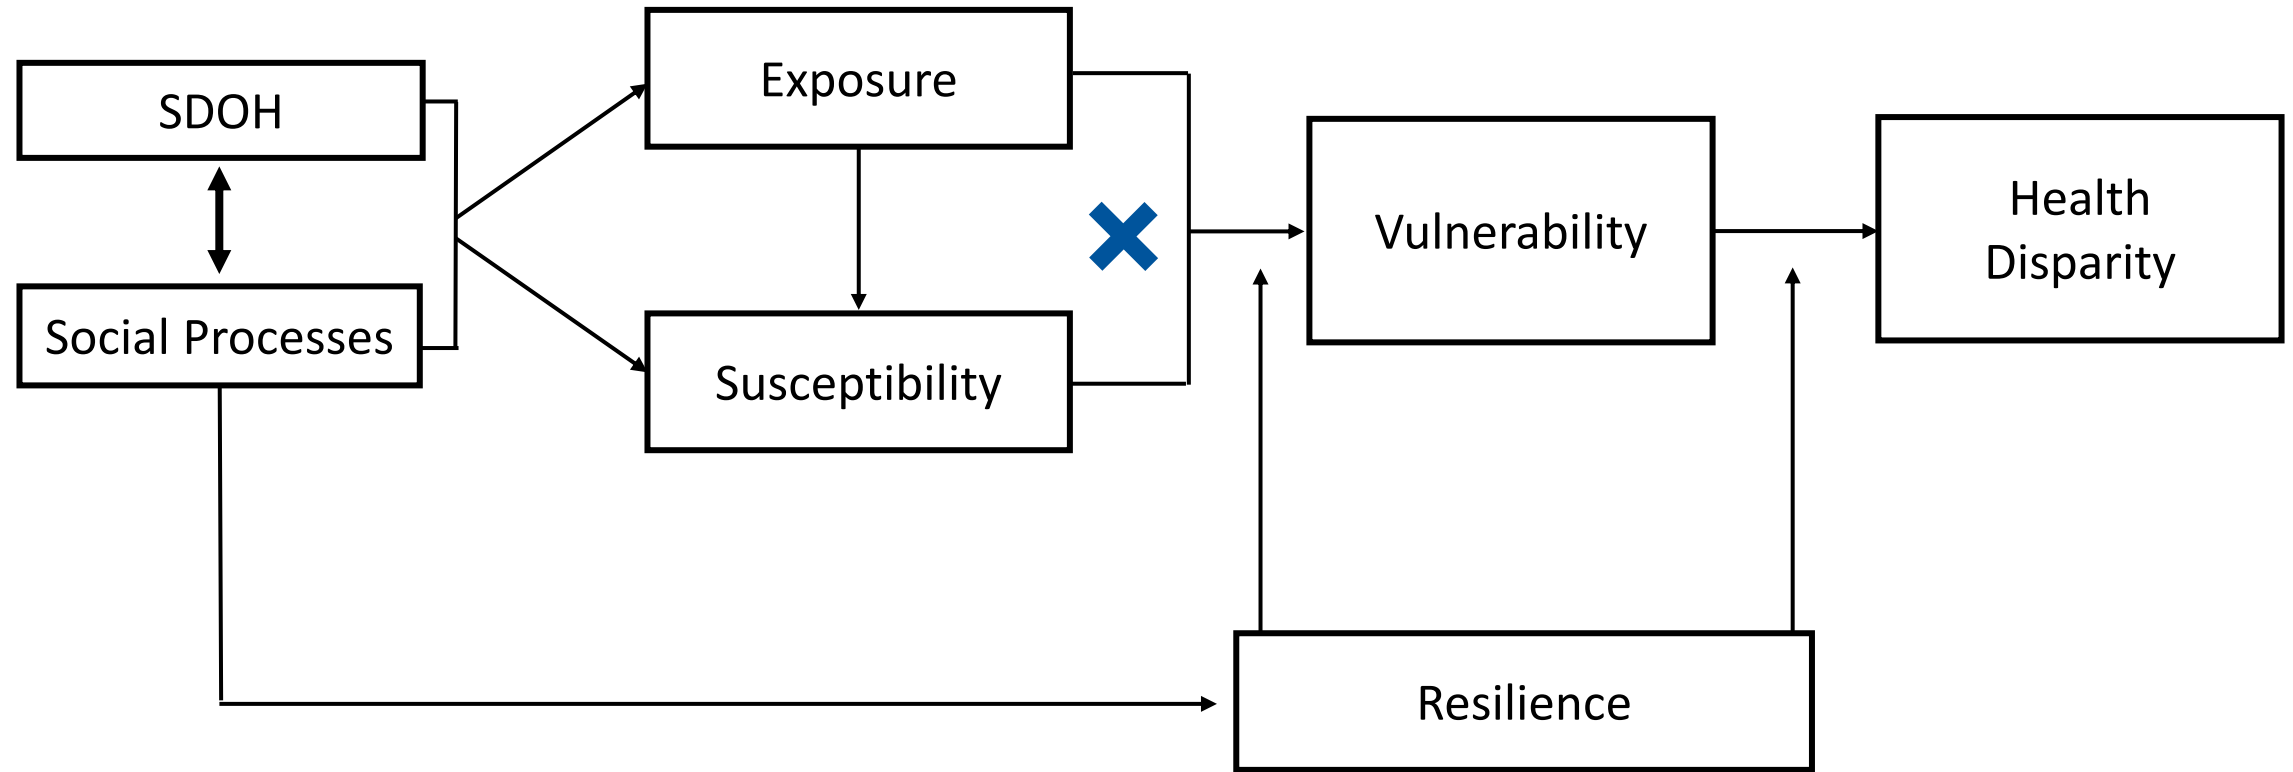 SDOH
Social Processes
Exposure
Susceptibility
Vulnerability
Health
Disparity
Resilience